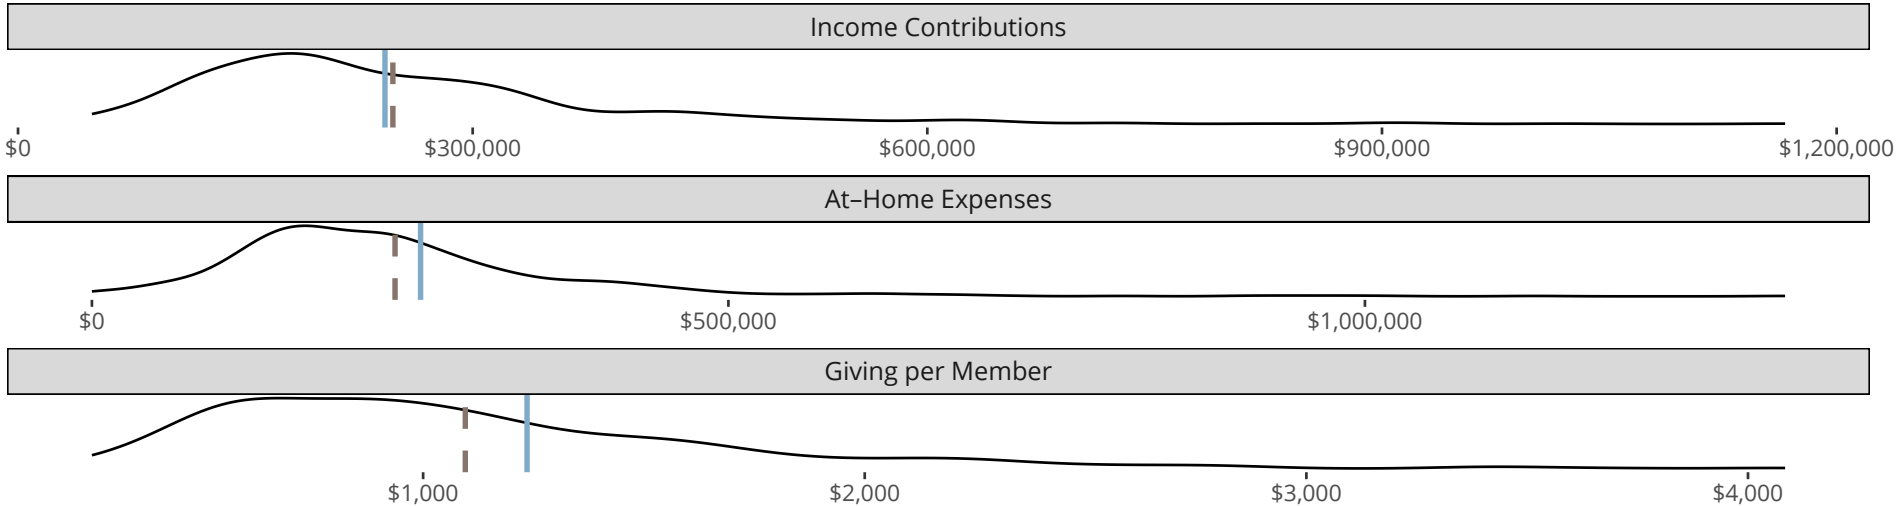 Income Contributions
$0 $300,000 $600,000 $900,000 $1,200,000
At–Home Expenses
$0 $500,000 $1,000,000
Giving per Member
$1,000 $2,000 $3,000 $4,000